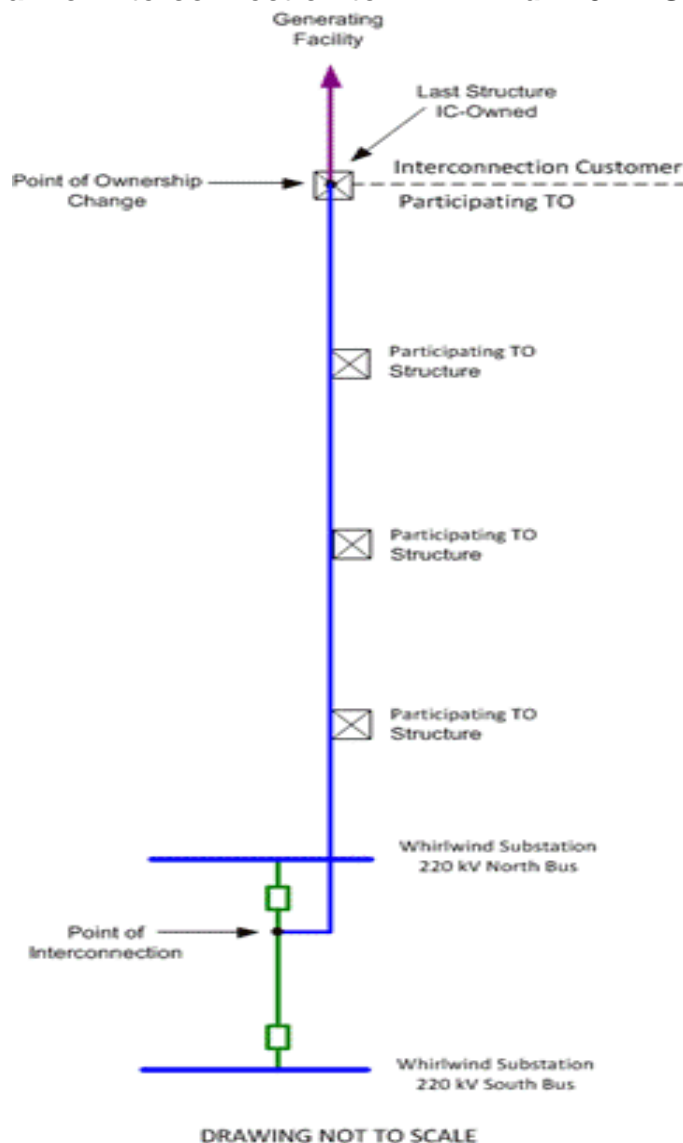 Generating
Facility
Last Structure
IC-Owned
Interconnection Customer
Point of Ownership
Change
Participating TO
Participating TO
Structure
Participating TO
Structure
Participating TO
Structure
Whirlwind Substation
220 kV North Bus
Point of
Interconnection
Whirlwind Substation
220 kV South Bus
DRAWING NOT TO SCALE